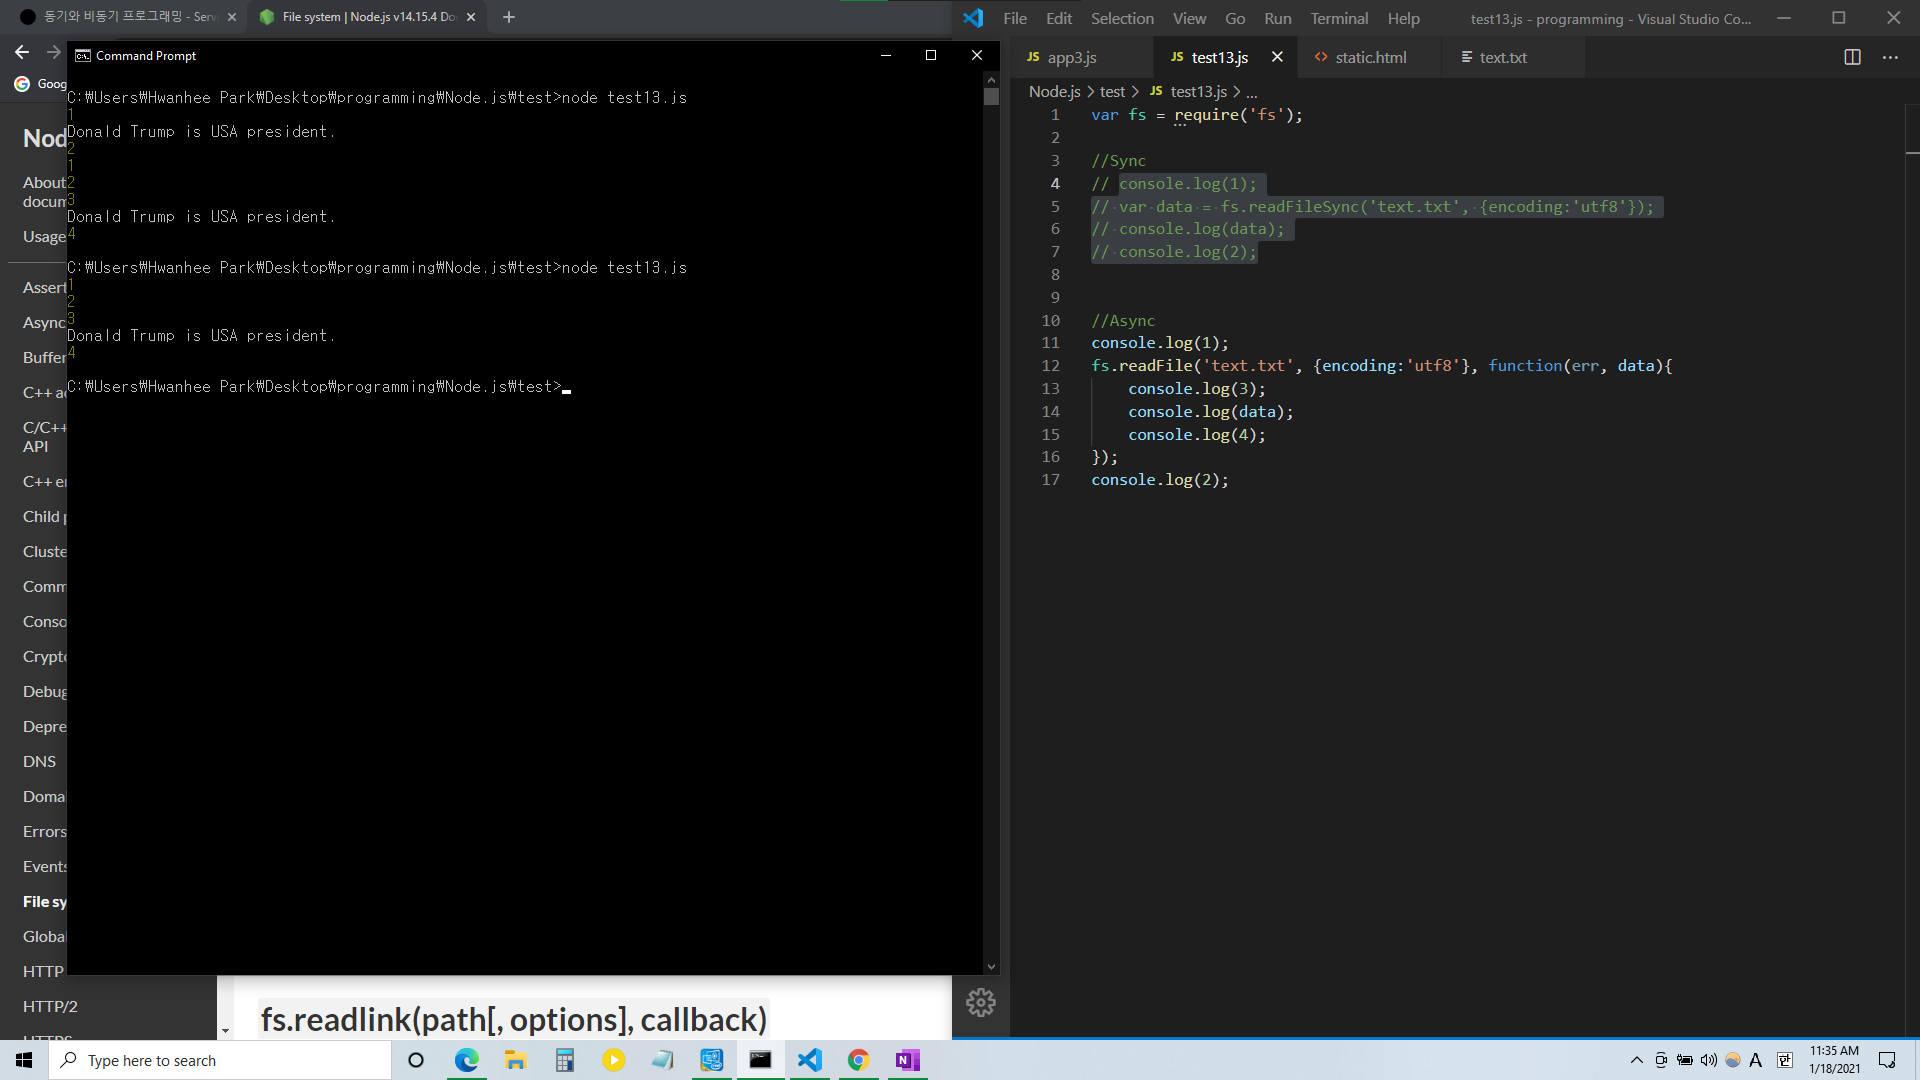 동기와 비동기 프로그래밍 - Serv
File system | Node.js v14.15.4 Do
Goog
Nod
About
docum
Usage
Assert
Async
Buffer
C++ a
C/C++
API
C++ e
Child p
Cluste
Comm
Conso
Crypto
Debug
Depre
DNS
Doma
Errors
Events
File sy
Global
HTTP
HTTP/2
HTTPS
fs.readlink(path[, options], callback)
Command Prompt
C:₩Users₩Hwanhee Park₩Desktop₩programming₩Node.js₩test>node test13.js
1
Donald Trump is USA president.
2
1
2
3
Donald Trump is USA president.
4
C:₩Users₩Hwanhee Park₩Desktop₩programming₩Node.js₩test>node test13.js
1
2
3
Donald Trump is USA president.
4
C:₩Users₩Hwanhee Park₩Desktop₩programming₩Node.js₩test>
File Edit Selection View Go Run Terminal Help test13.js - programming - Visual Studio Co...
JS app3.js JS test13.js <> static.html text.txt
Node.js > test > JS test13.js > ...
1 var fs = require('fs');
2
3 //Sync
4 // console.log(1);
5 // var data = fs.readFileSync('text.txt', {encoding:'utf8'});
6 // console.log(data);
7 // console.log(2);
8
9
10 //Async
11 console.log(1);
12 fs.readFile('text.txt', {encoding:'utf8'}, function(err, data){
13 console.log(3);
14 console.log(data);
15 console.log(4);
16 });
17 console.log(2);
Type here to search
A 한 11:35 AM
1/18/2021